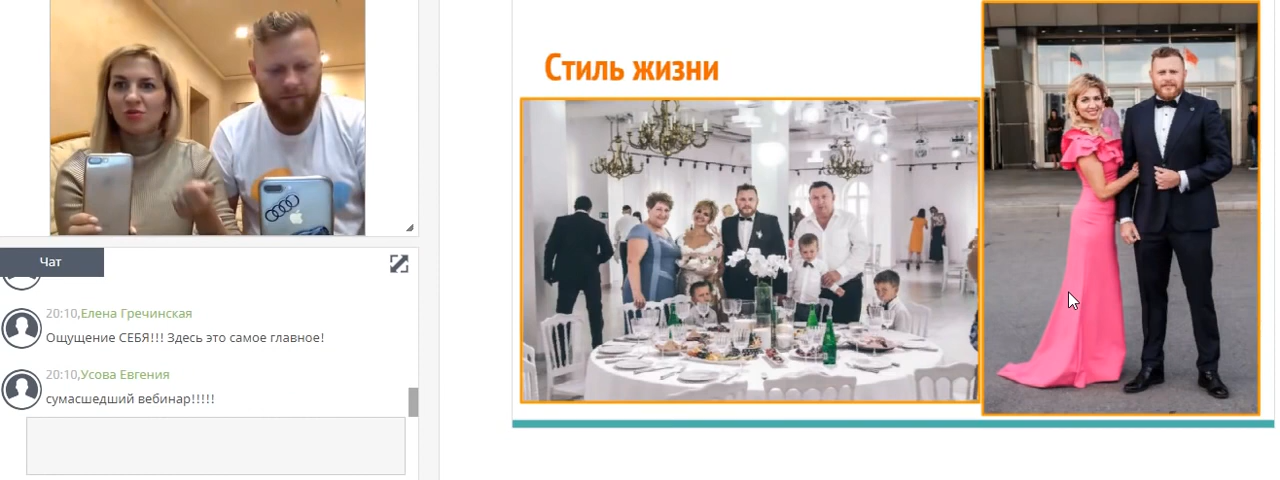 Стиль жизни
Чат
20:10,Елена Гречинская
Ощущение СЕБЯ!!! Здесь это самое главное!
20:10,Усова Евгения
сумасшедший вебинар!!!!!